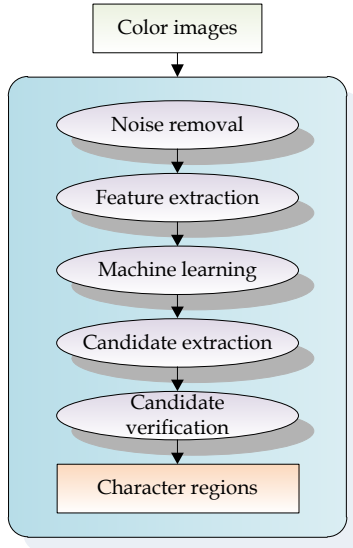 Color images
Noise removal
Feature extraction
Machine learning
Candidate extraction
Candidate
verification
Character regions